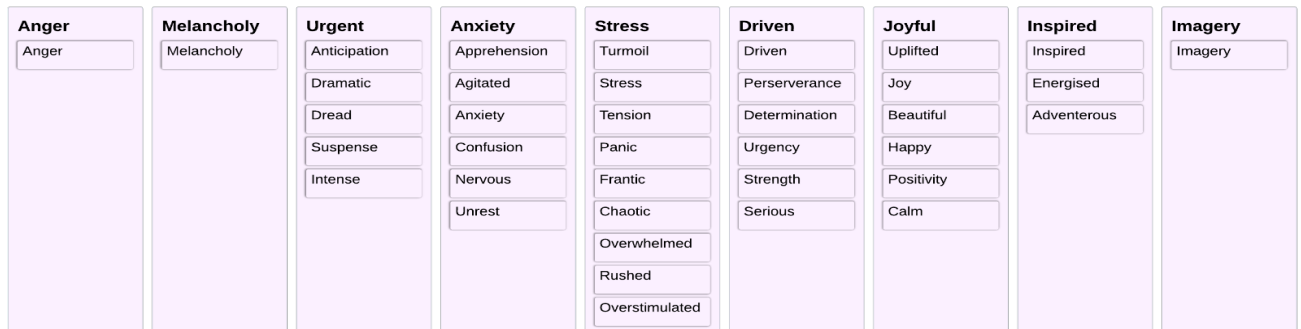 Anger
Anger
Melancholy
Melancholy
Urgent
Anticipation
Dramatic
Dread
Suspense
Intense
Anxiety
Apprehension
Agitated
Anxiety
Confusion
Nervous
Unrest
Stress
Turmoil
Stress
Tension
Panic
Frantic
Chaotic
Overwhelmed
Rushed
Overstimulated
Driven
Driven
Perserverance
Determination
Urgency
Strength
Serious
Joyful
Uplifted
Joy
Beautiful
Happy
Positivity
Calm
Inspired
Inspired
Energised
Adventerous
Imagery
Imagery